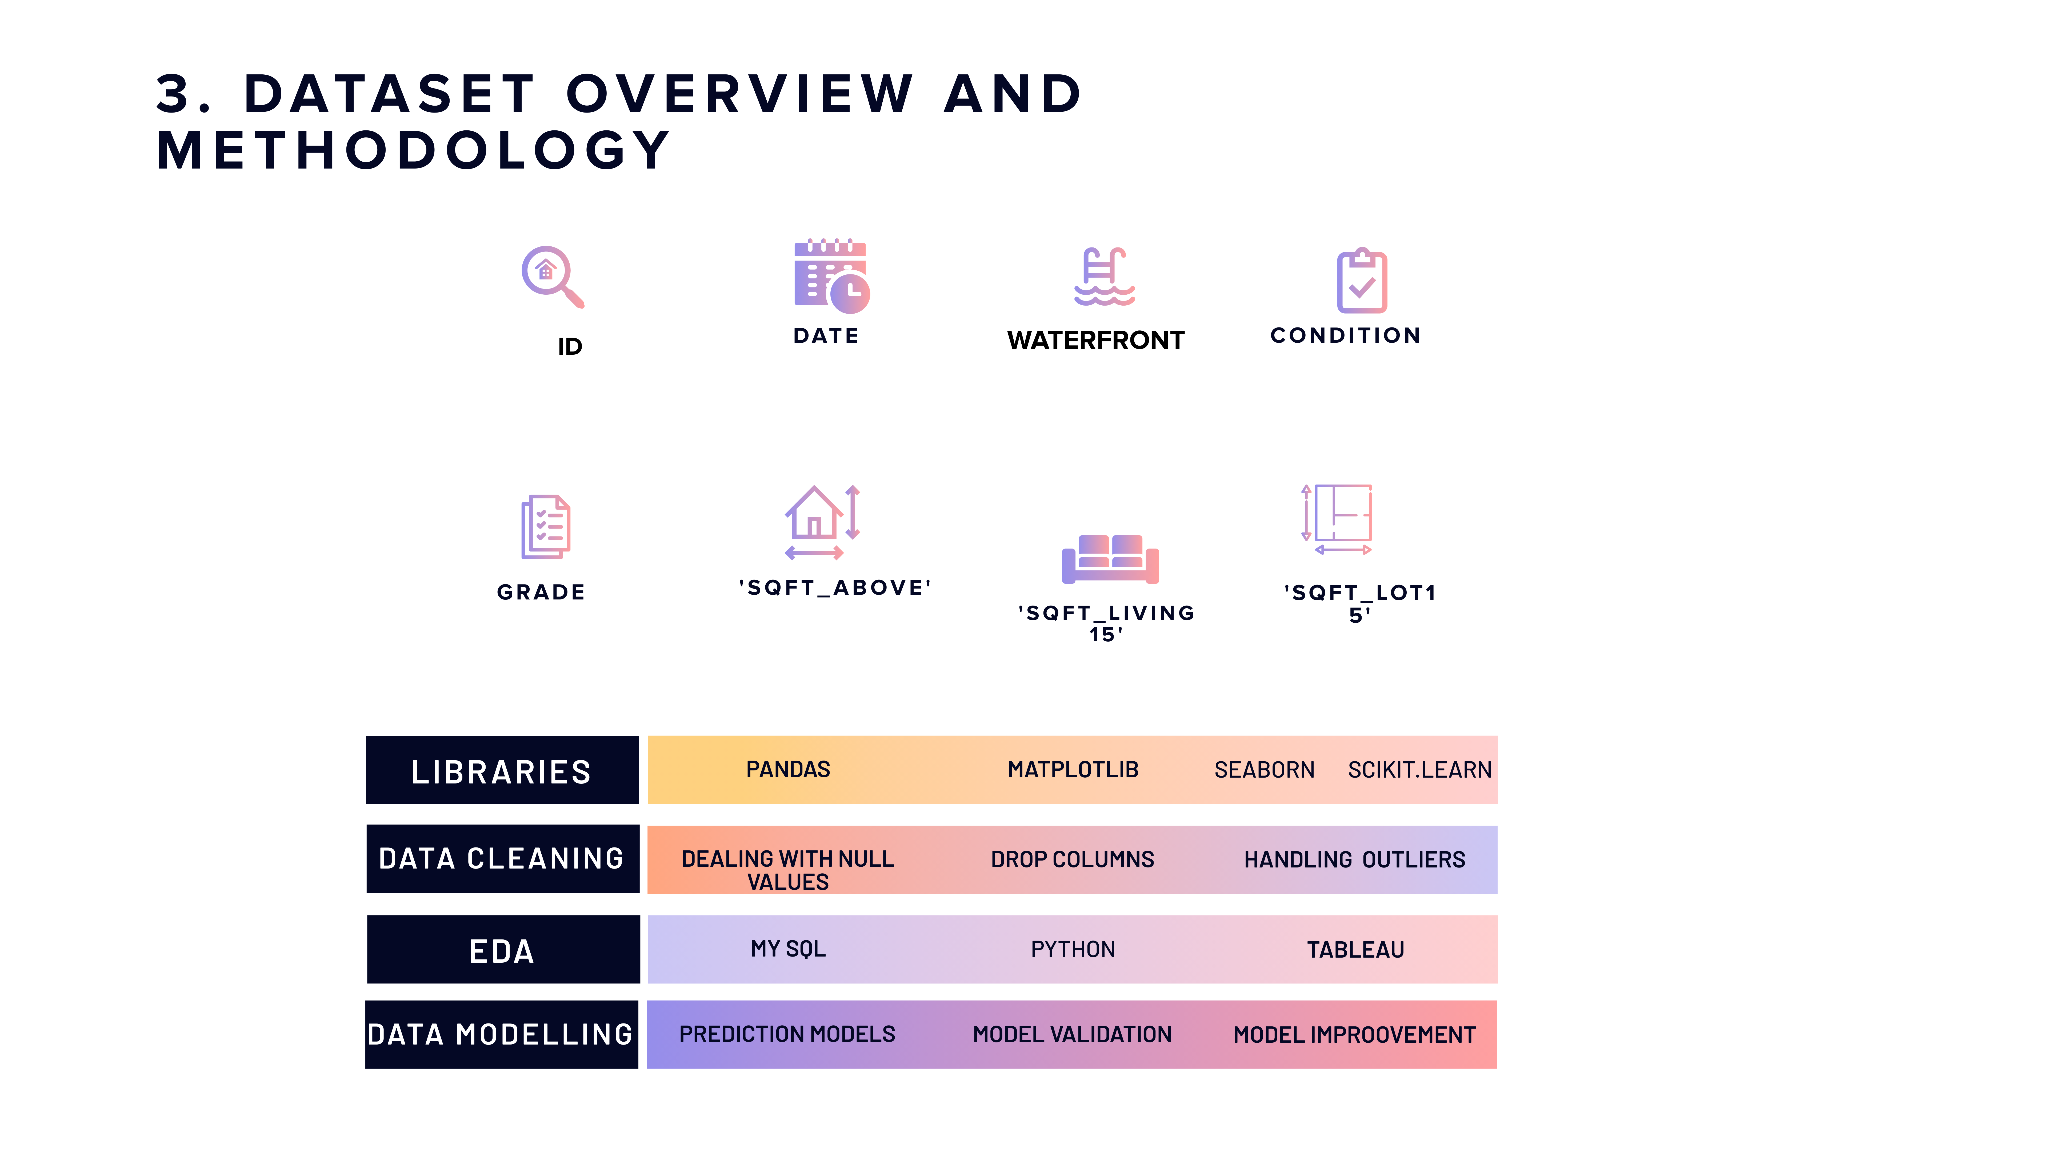 3. DATASET OVERVIEW AND
METHODOLOGY
ID
DATE
WATERFRONT
CONDITION
GRADE
'SQFT_ABOVE'
'SQFT_LIVING
15'
'SQFT_LOT1
5'
LIBRARIES
PANDAS
MATPLOTLIB
SEABORN
SCIKIT.LEARN
DATA CLEANING
DEALING WITH NULL
VALUES
DROP COLUMNS
HANDLING OUTLIERS
EDA
MY SQL
PYTHON
TABLEAU
DATA MODELLING
PREDICTION MODELS
MODEL VALIDATION
MODEL IMPROOVEMENT